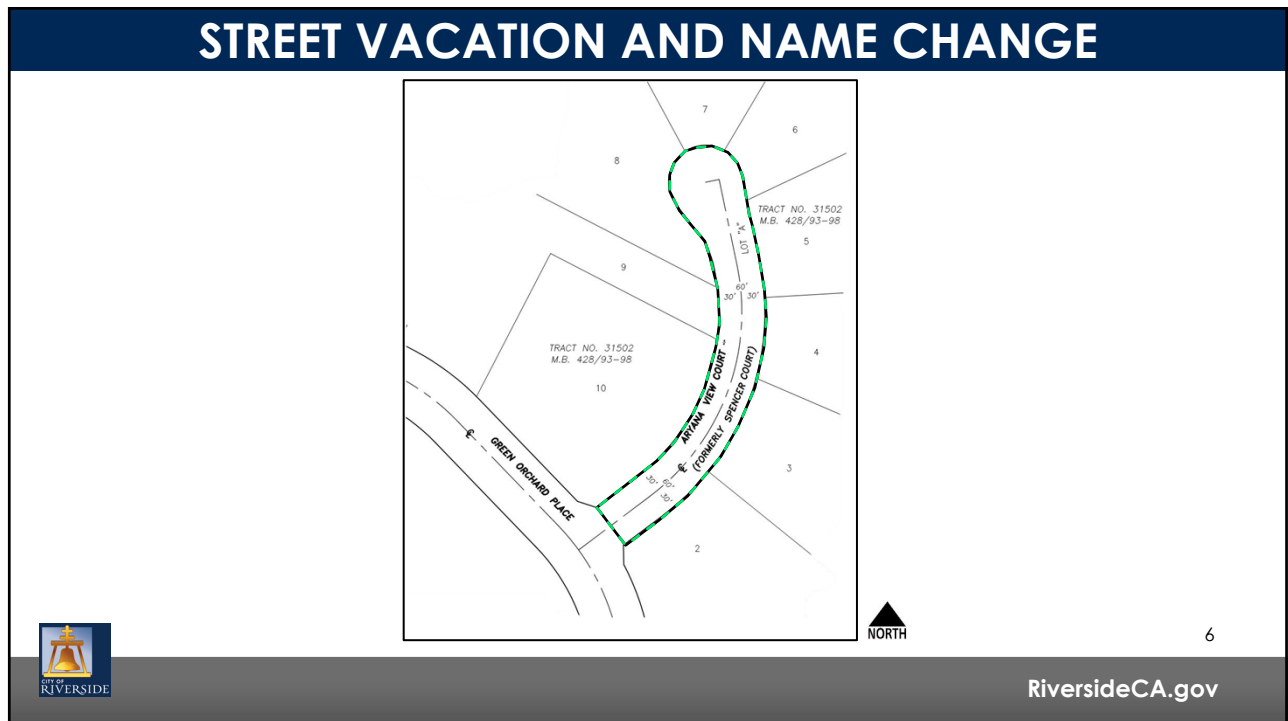 STREET VACATION AND NAME CHANGE
7
6
8
TRACT NO. 31502
M.B. 428/93-98
LOT "A"
5
9
60'
30' 30'
TRACT NO. 31502
M.B. 428/93-98
10
4
ARYANA VIEW COURT -
(FORMERLY SPENCER COURT)
℄
℄
GREEN ORCHARD PLACE
30'
60'
30'
3
2
NORTH
6
CITY OF
RIVERSIDE
RiversideCA.gov